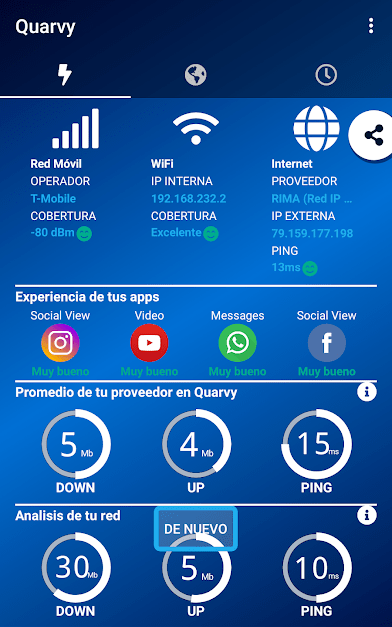 Quarvy
Red Móvil WiFi Internet
OPERADOR IP INTERNA PROVEEDOR
T-Mobile 192.168.232.2 RIMA (Red IP ...
COBERTURA COBERTURA IP EXTERNA
-80 dBm Excelente 79.159.177.198
PING
13ms
Experiencia de tus apps
Social View Video Messages Social View
Muy bueno Muy bueno Muy bueno Muy bueno
Promedio de tu proveedor en Quarvy
5 Mb 4 Mb 15 ms
DOWN UP PING
Analisis de tu red
DE NUEVO
30 Mb 5 Mb 10 ms
DOWN UP PING